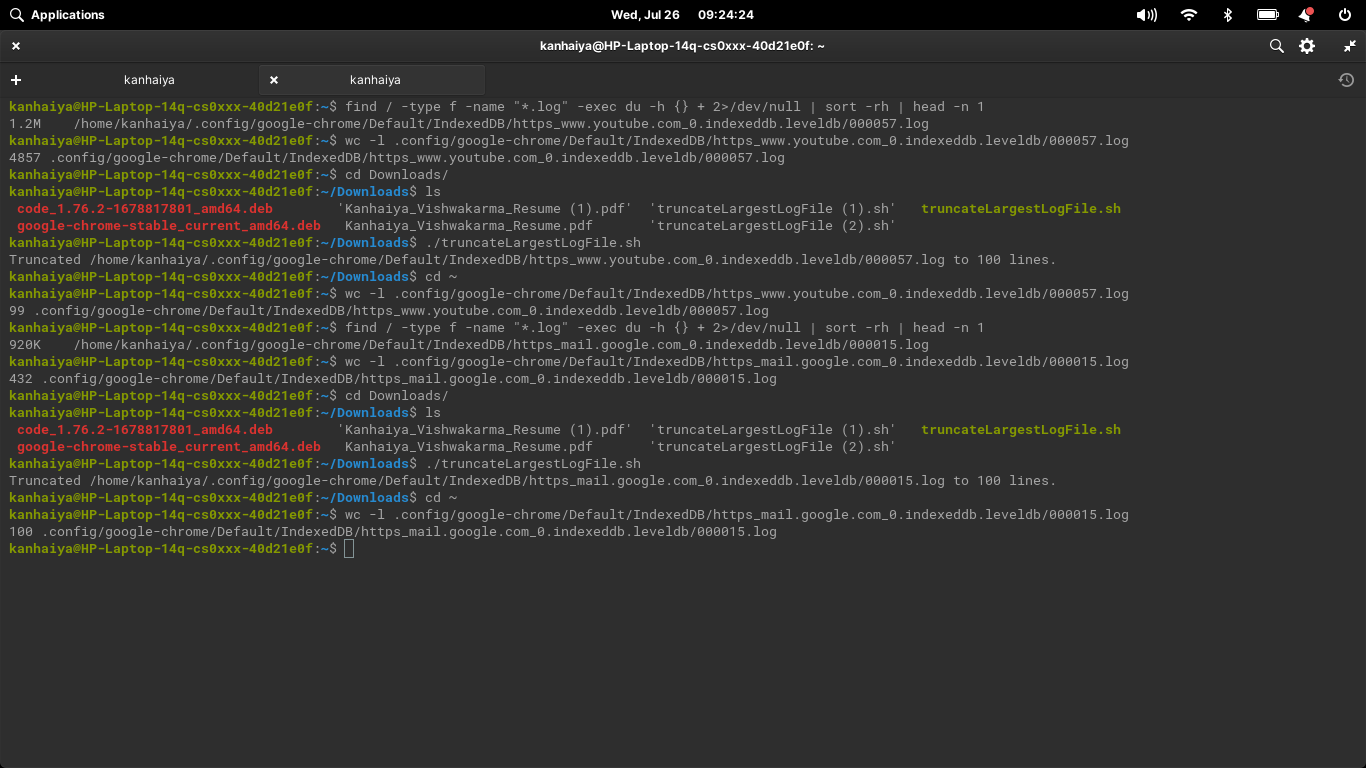 Applications
Wed, Jul 26 09:24:24
kanhaiya@HP-Laptop-14q-cs0xxx-40d21e0f: ~
kanhaiya
kanhaiya
kanhaiya@HP-Laptop-14q-cs0xxx-40d21e0f:~$ find / -type f -name "*.log" -exec du -h {} + 2>/dev/null | sort -rh | head -n 1
1.2M    /home/kanhaiya/.config/google-chrome/Default/IndexedDB/https_www.youtube.com_0.indexeddb.leveldb/000057.log
kanhaiya@HP-Laptop-14q-cs0xxx-40d21e0f:~$ wc -l .config/google-chrome/Default/IndexedDB/https_www.youtube.com_0.indexeddb.leveldb/000057.log
4857 .config/google-chrome/Default/IndexedDB/https_www.youtube.com_0.indexeddb.leveldb/000057.log
kanhaiya@HP-Laptop-14q-cs0xxx-40d21e0f:~$ cd Downloads/
kanhaiya@HP-Laptop-14q-cs0xxx-40d21e0f:~/Downloads$ ls
code_1.76.2-1678817801_amd64.deb        'Kanhaiya_Vishwakarma_Resume (1).pdf'  'truncateLargestLogFile (1).sh'   truncateLargestLogFile.sh
google-chrome-stable_current_amd64.deb   Kanhaiya_Vishwakarma_Resume.pdf       'truncateLargestLogFile (2).sh'
kanhaiya@HP-Laptop-14q-cs0xxx-40d21e0f:~/Downloads$ ./truncateLargestLogFile.sh
Truncated /home/kanhaiya/.config/google-chrome/Default/IndexedDB/https_www.youtube.com_0.indexeddb.leveldb/000057.log to 100 lines.
kanhaiya@HP-Laptop-14q-cs0xxx-40d21e0f:~/Downloads$ cd ~
kanhaiya@HP-Laptop-14q-cs0xxx-40d21e0f:~$ wc -l .config/google-chrome/Default/IndexedDB/https_www.youtube.com_0.indexeddb.leveldb/000057.log
99 .config/google-chrome/Default/IndexedDB/https_www.youtube.com_0.indexeddb.leveldb/000057.log
kanhaiya@HP-Laptop-14q-cs0xxx-40d21e0f:~$ find / -type f -name "*.log" -exec du -h {} + 2>/dev/null | sort -rh | head -n 1
920K    /home/kanhaiya/.config/google-chrome/Default/IndexedDB/https_mail.google.com_0.indexeddb.leveldb/000015.log
kanhaiya@HP-Laptop-14q-cs0xxx-40d21e0f:~$ wc -l .config/google-chrome/Default/IndexedDB/https_mail.google.com_0.indexeddb.leveldb/000015.log
432 .config/google-chrome/Default/IndexedDB/https_mail.google.com_0.indexeddb.leveldb/000015.log
kanhaiya@HP-Laptop-14q-cs0xxx-40d21e0f:~$ cd Downloads/
kanhaiya@HP-Laptop-14q-cs0xxx-40d21e0f:~/Downloads$ ls
code_1.76.2-1678817801_amd64.deb        'Kanhaiya_Vishwakarma_Resume (1).pdf'  'truncateLargestLogFile (1).sh'   truncateLargestLogFile.sh
google-chrome-stable_current_amd64.deb   Kanhaiya_Vishwakarma_Resume.pdf       'truncateLargestLogFile (2).sh'
kanhaiya@HP-Laptop-14q-cs0xxx-40d21e0f:~/Downloads$ ./truncateLargestLogFile.sh
Truncated /home/kanhaiya/.config/google-chrome/Default/IndexedDB/https_mail.google.com_0.indexeddb.leveldb/000015.log to 100 lines.
kanhaiya@HP-Laptop-14q-cs0xxx-40d21e0f:~/Downloads$ cd ~
kanhaiya@HP-Laptop-14q-cs0xxx-40d21e0f:~$ wc -l .config/google-chrome/Default/IndexedDB/https_mail.google.com_0.indexeddb.leveldb/000015.log
100 .config/google-chrome/Default/IndexedDB/https_mail.google.com_0.indexeddb.leveldb/000015.log
kanhaiya@HP-Laptop-14q-cs0xxx-40d21e0f:~$